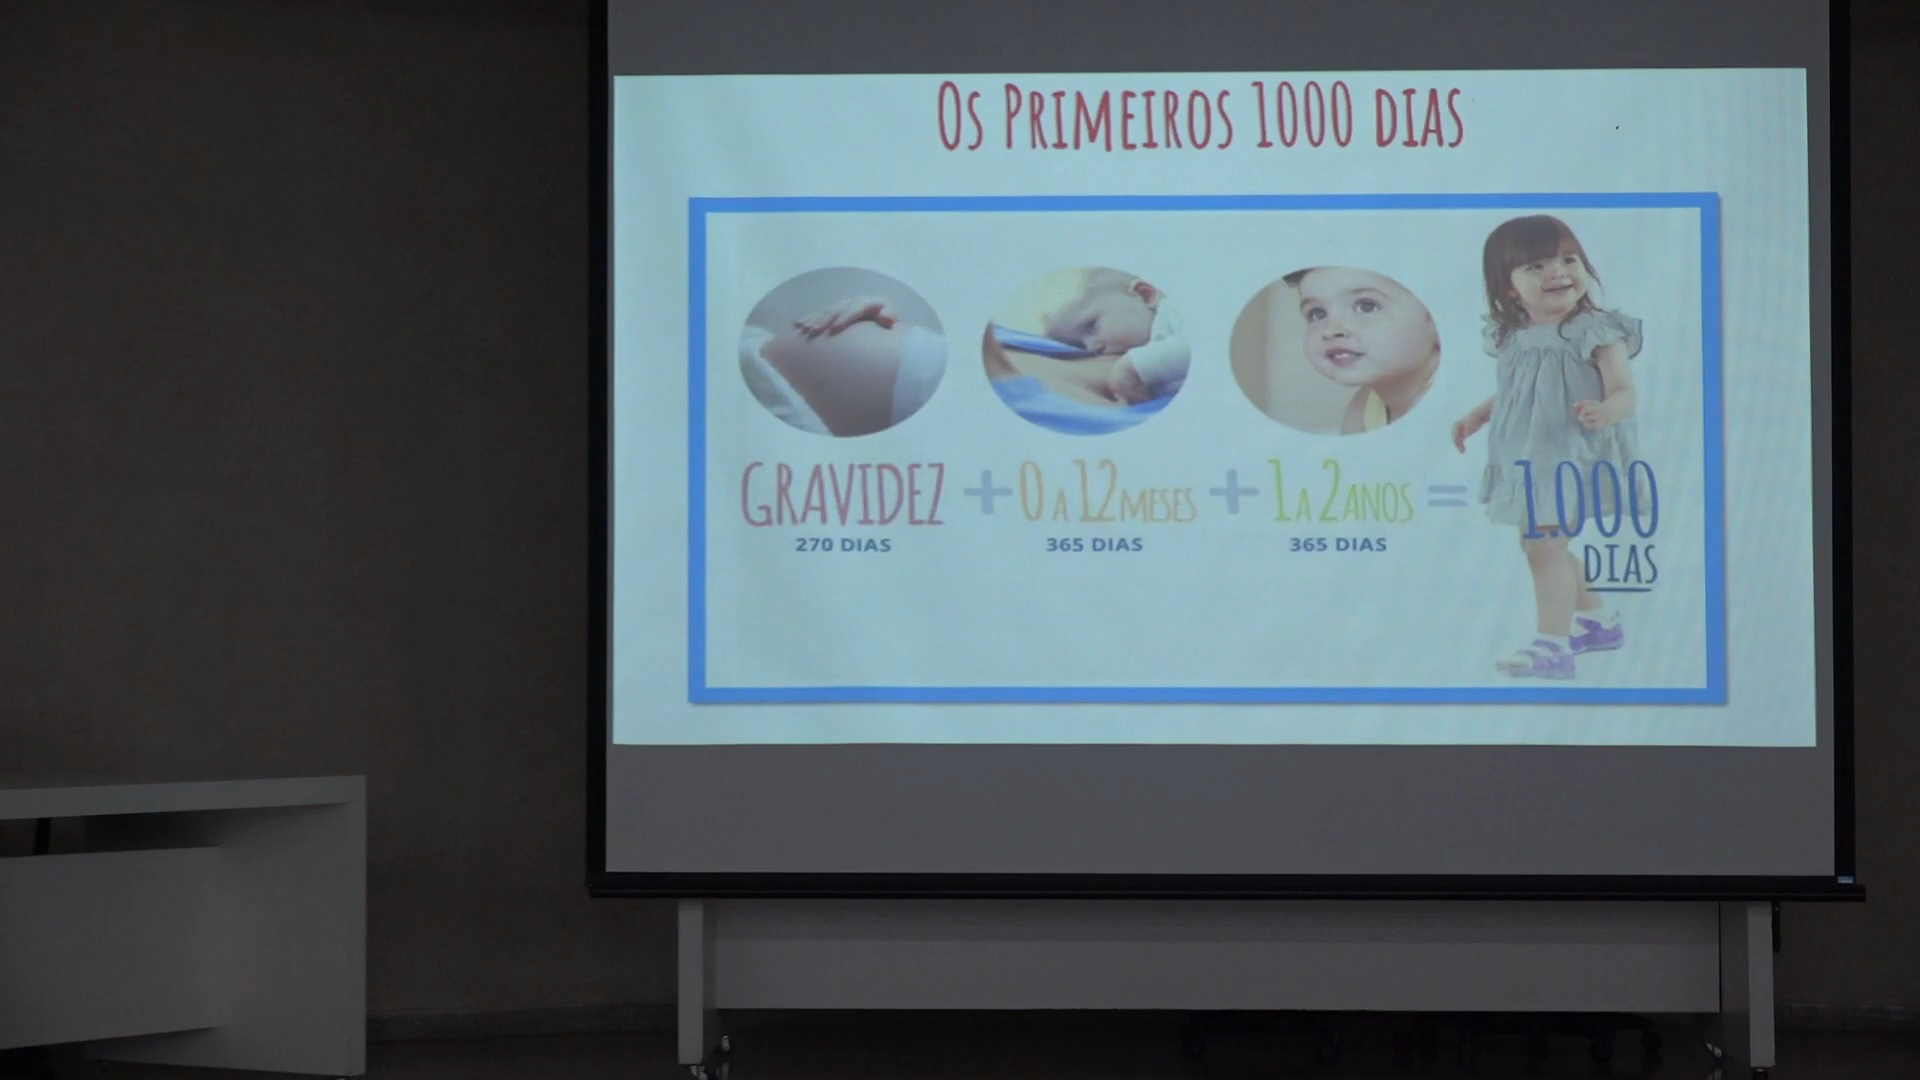 Os Primeiros 1000 dias
GRAVIDEZ + 0 A 12 MESES + 1 A 2 ANOS = 1.000
270 DIAS 365 DIAS 365 DIAS DIAS